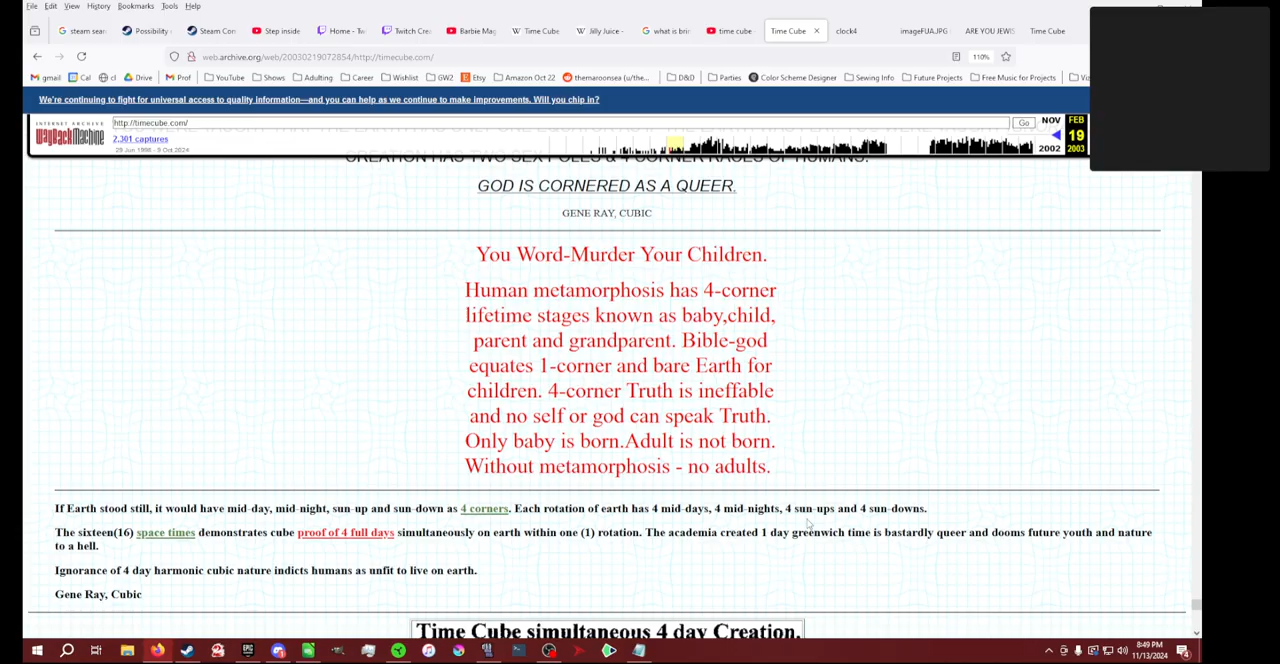 File Edit View History Bookmarks Tools Help
steam sear Possibility Steam Con Step inside Home - Tw Twitch Cre Barbie Mag Time Cube Jilly Juice - what is brin time cube Time Cube clock4 imageFUA.JPG ARE YOU JEWIS Time Cube
web.archive.org/web/20030219072854/http://timecube.com/ 110%
gmail Cal cl Drive Prof YouTube Shows Adulting Career Wishlist GW2 Etsy Amazon Oct 22 themaroonsea (u/the... D&D Parties Color Scheme Designer Sewing Info Future Projects Free Music for Projects
We're continuing to fight for universal access to quality information—and you can help as we continue to make improvements. Will you chip in?
INTERNET ARCHIVE
WayBackMachine
http://timecube.com/ Go NOV FEB
2,301 captures 19
29 Jun 1998 - 9 Oct 2024 2002 2003
CREATION HAS TWO SEX POLES & 4 CORNER RACES OF HUMANS.
GOD IS CORNERED AS A QUEER.
GENE RAY, CUBIC
You Word-Murder Your Children.
Human metamorphosis has 4-corner
lifetime stages known as baby,child,
parent and grandparent. Bible-god
equates 1-corner and bare Earth for
children. 4-corner Truth is ineffable
and no self or god can speak Truth.
Only baby is born.Adult is not born.
Without metamorphosis - no adults.
If Earth stood still, it would have mid-day, mid-night, sun-up and sun-down as 4 corners. Each rotation of earth has 4 mid-days, 4 mid-nights, 4 sun-ups and 4 sun-downs.
The sixteen(16) space times demonstrates cube proof of 4 full days simultaneously on earth within one (1) rotation. The academia created 1 day greenwich time is bastardly queer and dooms future youth and nature
to a hell.
Ignorance of 4 day harmonic cubic nature indicts humans as unfit to live on earth.
Gene Ray, Cubic
Time Cube simultaneous 4 day Creation.
8:49 PM
11/13/2024